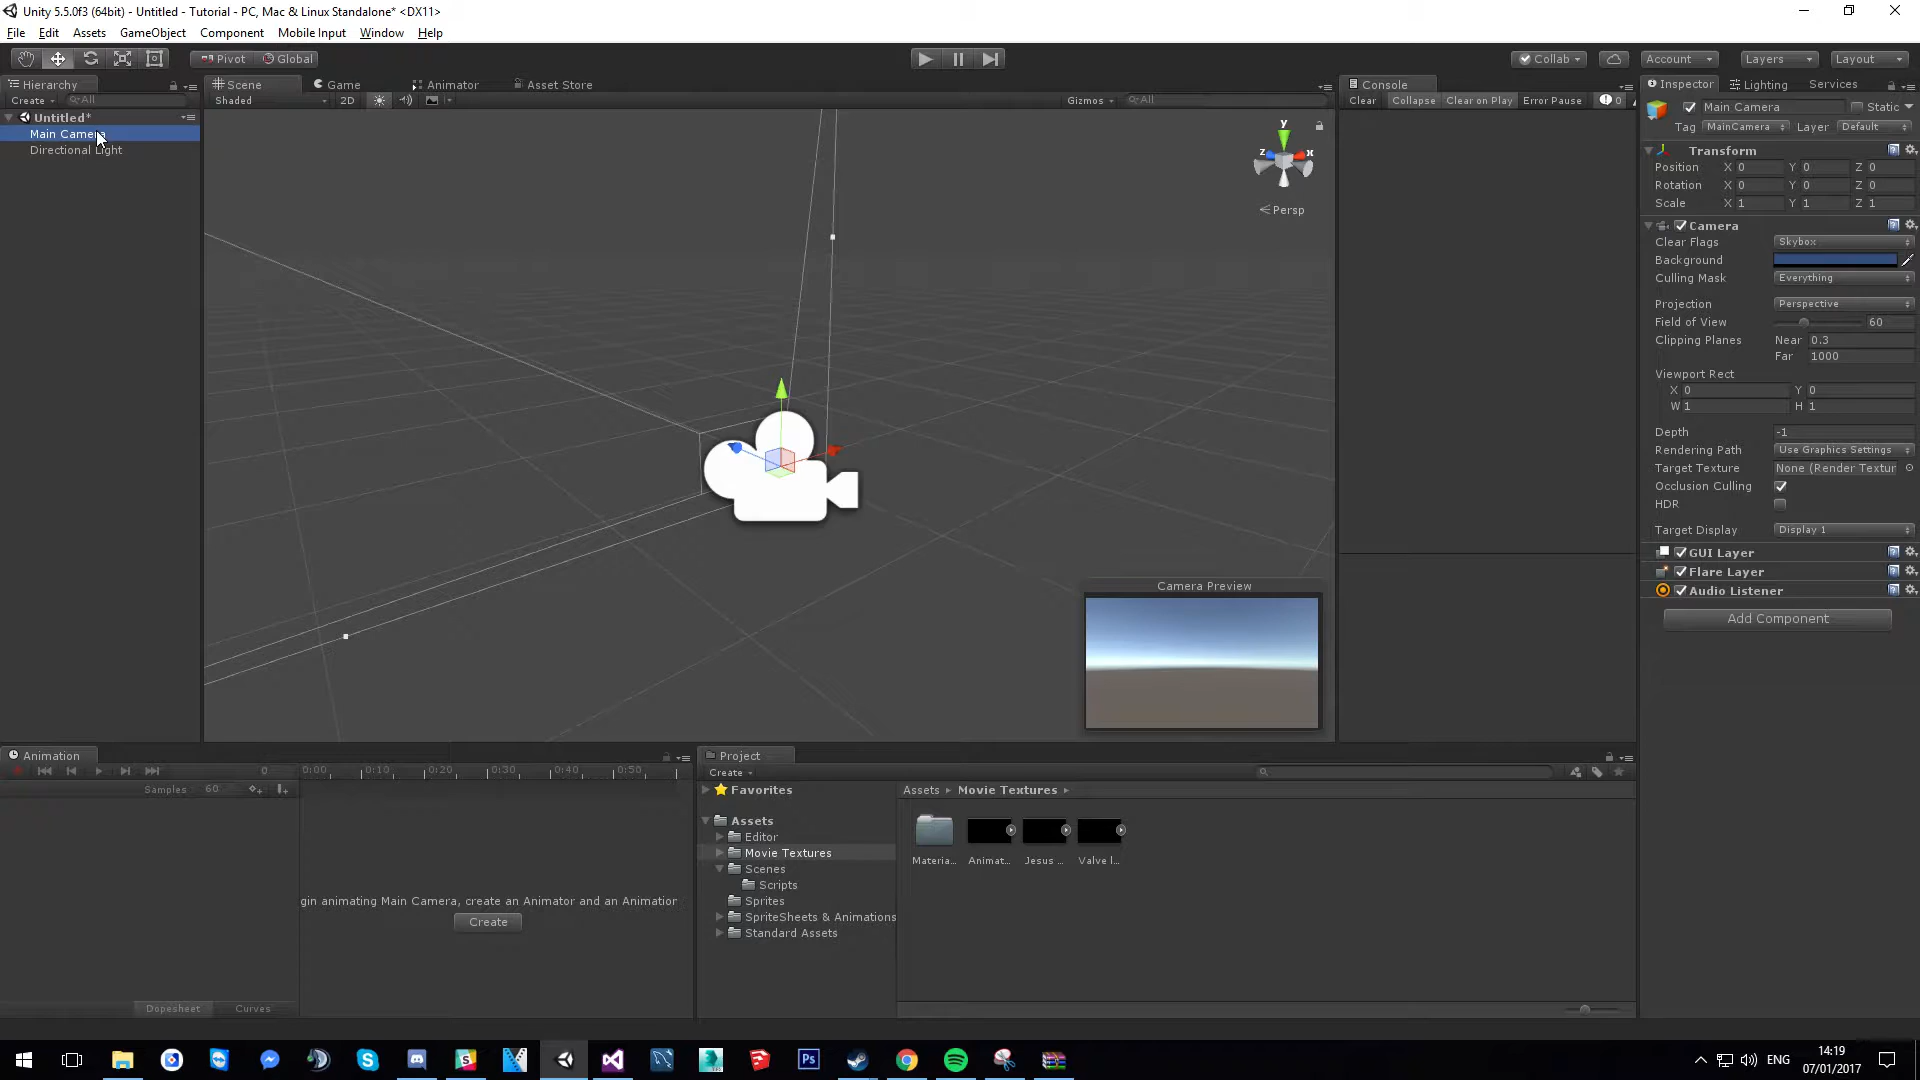 Unity 5.5.0f3 (64bit) - Untitled - Tutorial - PC, Mac & Linux Standalone* <DX11>
File Edit Assets GameObject Component Mobile Input Window Help
Pivot Global Collab Account Layers Layout
Hierarchy
Create All
Untitled*
Main Camera
Directional Light
Scene Game Animator Asset Store
Shaded 2D Gizmos All
y
z x
Persp
Camera Preview
Console
Clear Collapse Clear on Play Error Pause 0
Inspector Lighting Services
Main Camera Static
Tag MainCamera Layer Default
Transform
Position X 0 Y 0 Z 0
Rotation X 0 Y 0 Z 0
Scale X 1 Y 1 Z 1
Camera
Clear Flags Skybox
Background
Culling Mask Everything
Projection Perspective
Field of View 60
Clipping Planes Near 0.3
Far 1000
Viewport Rect
X 0 Y 0
W 1 H 1
Depth -1
Rendering Path Use Graphics Settings
Target Texture None (Render Textur
Occlusion Culling
HDR
Target Display Display 1
GUI Layer
Flare Layer
Audio Listener
Add Component
Animation
0 0:00 0:10 0:20 0:30 0:40 0:50
Samples 60
gin animating Main Camera, create an Animator and an Animation
Create
Dopesheet Curves
Project
Create
Favorites
Assets
Editor
Movie Textures
Scenes
Scripts
Sprites
SpriteSheets & Animations
Standard Assets
Assets Movie Textures
Materia... Animat... Jesus ... Valve l...
Ps
ENG
14:19
07/01/2017